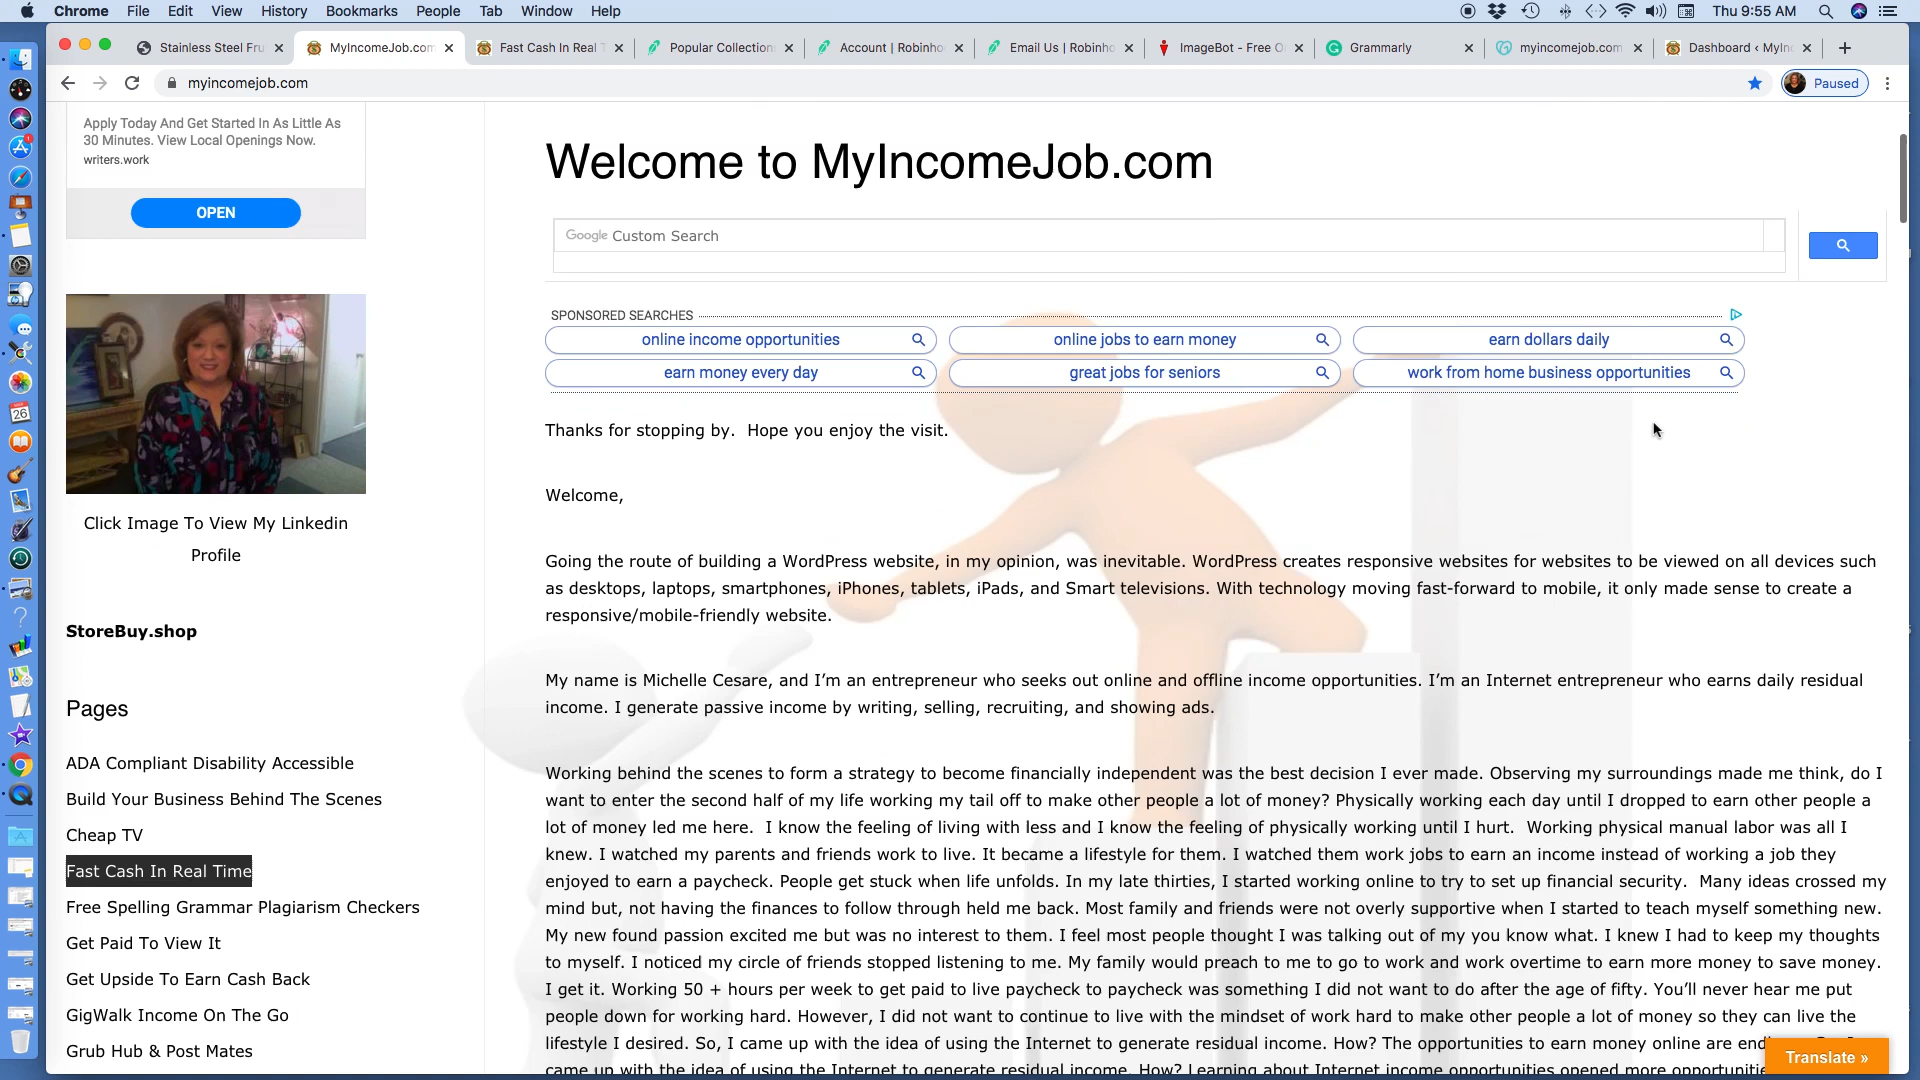 Chrome File Edit View History Bookmarks People Tab Window Help
Thu 9:55 AM
Stainless Steel Fru
MyIncomeJob.com
Fast Cash In Real T
Popular Collection
Account | Robinho
Email Us | Robinho
ImageBot - Free O
Grammarly
myincomejob.com
Dashboard ‹ MyIn
myincomejob.com
Paused
Apply Today And Get Started In As Little As
30 Minutes. View Local Openings Now.
writers.work
OPEN
Click Image To View My Linkedin
Profile
StoreBuy.shop
Pages
ADA Compliant Disability Accessible
Build Your Business Behind The Scenes
Cheap TV
Fast Cash In Real Time
Free Spelling Grammar Plagiarism Checkers
Get Paid To View It
Get Upside To Earn Cash Back
GigWalk Income On The Go
Grub Hub & Post Mates
Welcome to MyIncomeJob.com
Google Custom Search
SPONSORED SEARCHES
online income opportunities
online jobs to earn money
earn dollars daily
earn money every day
great jobs for seniors
work from home business opportunities
Thanks for stopping by.  Hope you enjoy the visit.
Welcome,
Going the route of building a WordPress website, in my opinion, was inevitable. WordPress creates responsive websites for websites to be viewed on all devices such
as desktops, laptops, smartphones, iPhones, tablets, iPads, and Smart televisions. With technology moving fast-forward to mobile, it only made sense to create a
responsive/mobile-friendly website.
My name is Michelle Cesare, and I’m an entrepreneur who seeks out online and offline income opportunities. I’m an Internet entrepreneur who earns daily residual
income. I generate passive income by writing, selling, recruiting, and showing ads.
Working behind the scenes to form a strategy to become financially independent was the best decision I ever made. Observing my surroundings made me think, do I
want to enter the second half of my life working my tail off to make other people a lot of money? Physically working each day until I dropped to earn other people a
lot of money led me here.  I know the feeling of living with less and I know the feeling of physically working until I hurt.  Working physical manual labor was all I
knew. I watched my parents and friends work to live. It became a lifestyle for them. I watched them work jobs to earn an income instead of working a job they
enjoyed to earn a paycheck. People get stuck when life unfolds. In my late thirties, I started working online to try to set up financial security.  Many ideas crossed my
mind but, not having the finances to follow through held me back. Most family and friends were not overly supportive when I started to teach myself something new.
My new found passion excited me but was no interest to them. I feel most people thought I was talking out of my you know what. I knew I had to keep my thoughts
to myself. I noticed my circle of friends stopped listening to me. My family would preach to me to go to work and work overtime to earn more money to save money.
I get it. Working 50 + hours per week to get paid to live paycheck to paycheck was something I did not want to do after the age of fifty. You’ll never hear me put
people down for working hard. However, I did not want to continue to live with the mindset of work hard to make other people a lot of money so they can live the
lifestyle I desired. So, I came up with the idea of using the Internet to generate residual income. How? The opportunities to earn money online are
came up with the idea of using the Internet to generate residual income. How? Learning about Internet income opportunities opened more
Translate »
26